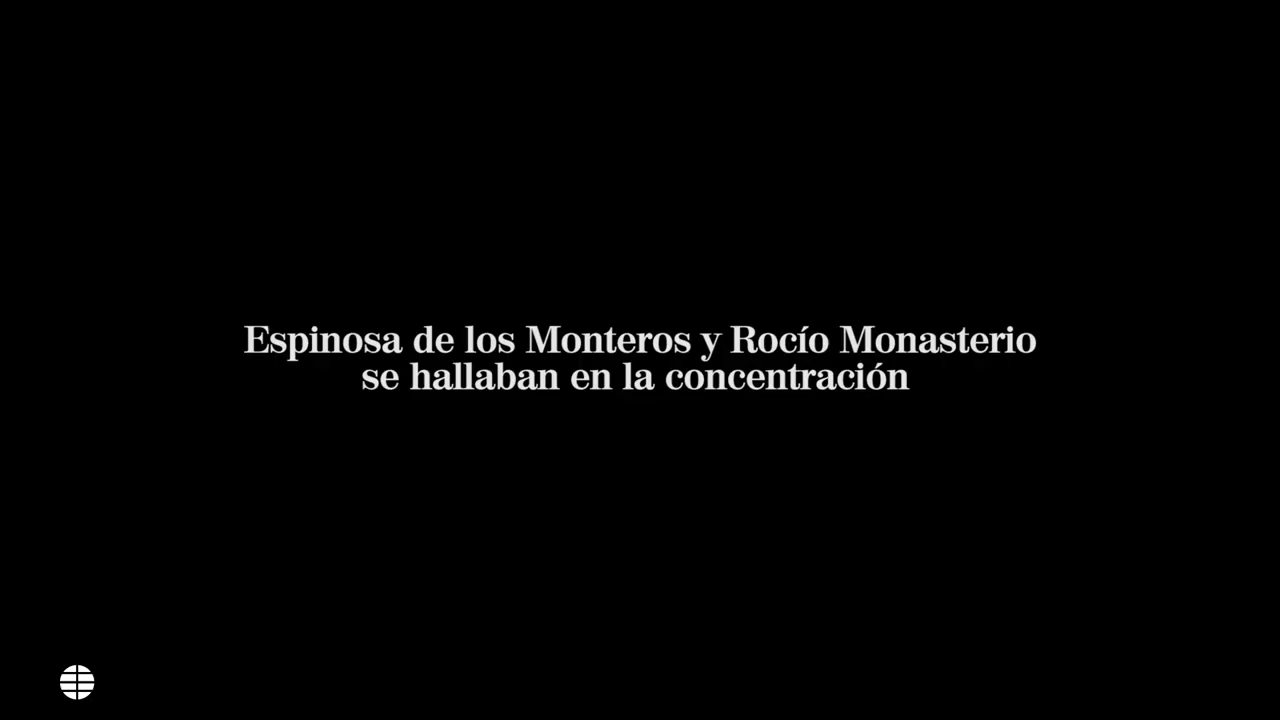 Espinosa de los Monteros y Rocío Monasterio
se hallaban en la concentración